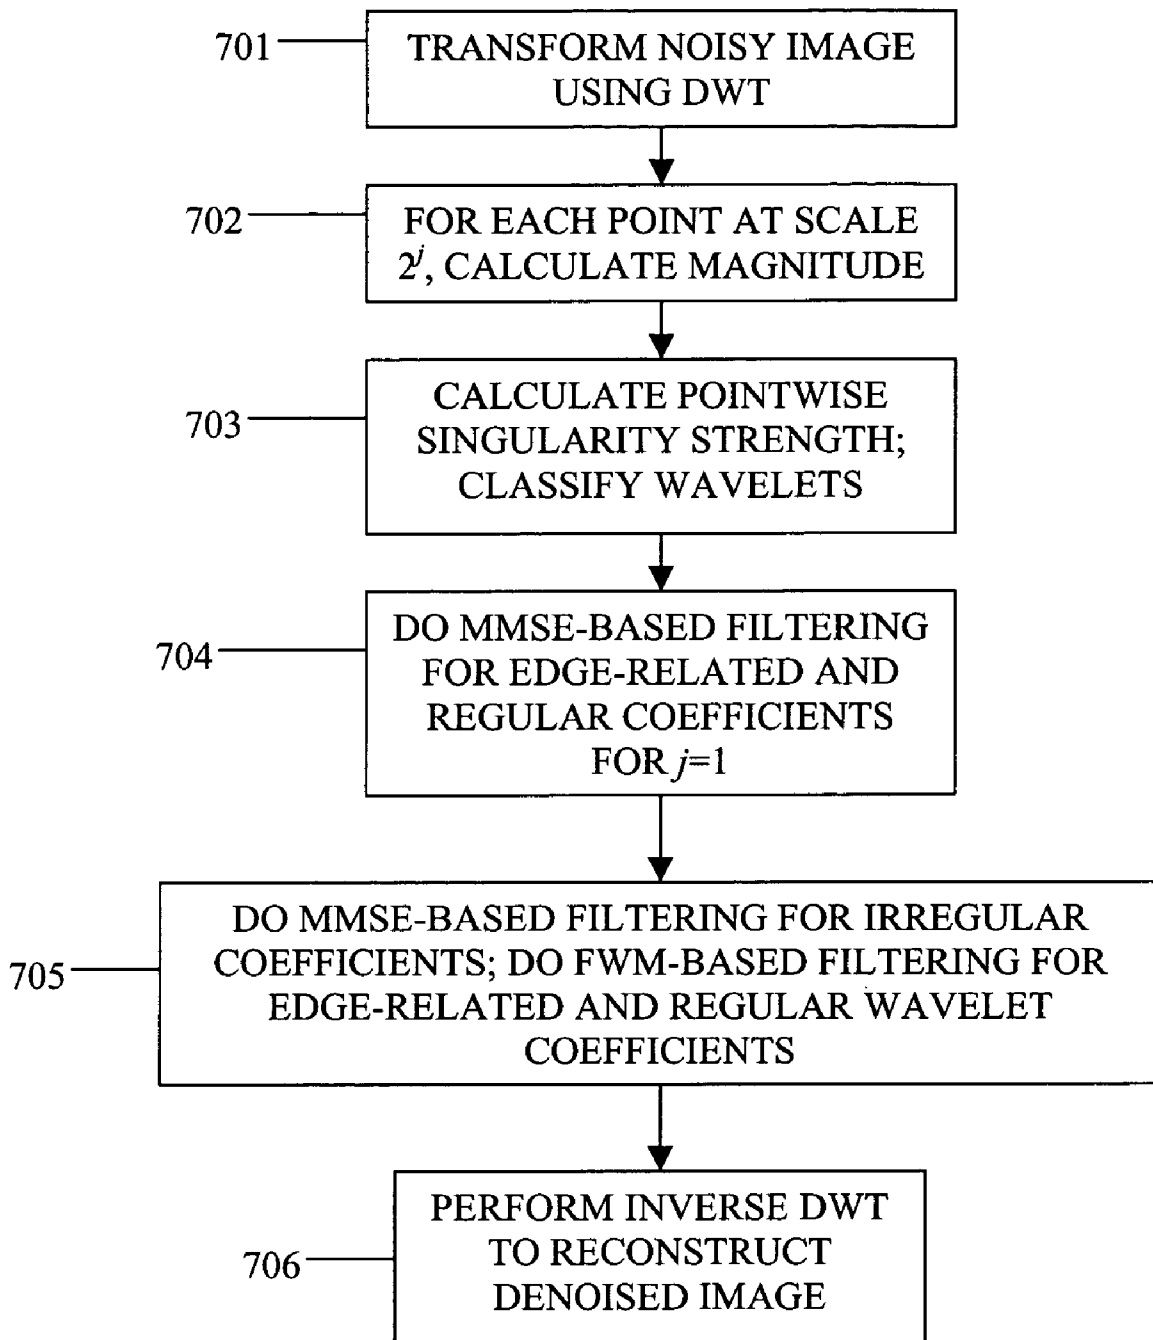 701
TRANSFORM NOISY IMAGE
USING DWT
702
FOR EACH POINT AT SCALE
2^j, CALCULATE MAGNITUDE
703
CALCULATE POINTWISE
SINGULARITY STRENGTH;
CLASSIFY WAVELETS
704
DO MMSE-BASED FILTERING
FOR EDGE-RELATED AND
REGULAR COEFFICIENTS
FOR j=1
705
DO MMSE-BASED FILTERING FOR IRREGULAR
COEFFICIENTS; DO FWM-BASED FILTERING FOR
EDGE-RELATED AND REGULAR WAVELET
COEFFICIENTS
706
PERFORM INVERSE DWT
TO RECONSTRUCT
DENOISED IMAGE